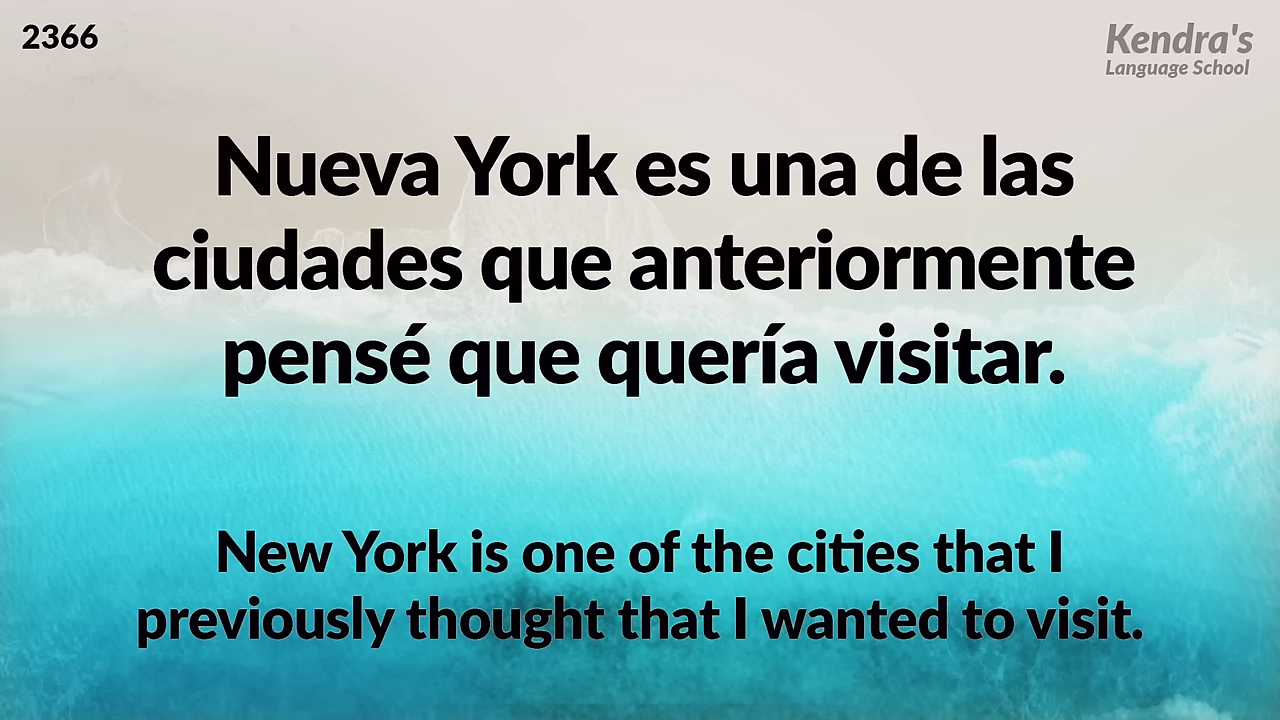 2366
Kendra's
Language School
Nueva York es una de las
ciudades que anteriormente
pensé que quería visitar.
New York is one of the cities that I
previously thought that I wanted to visit.